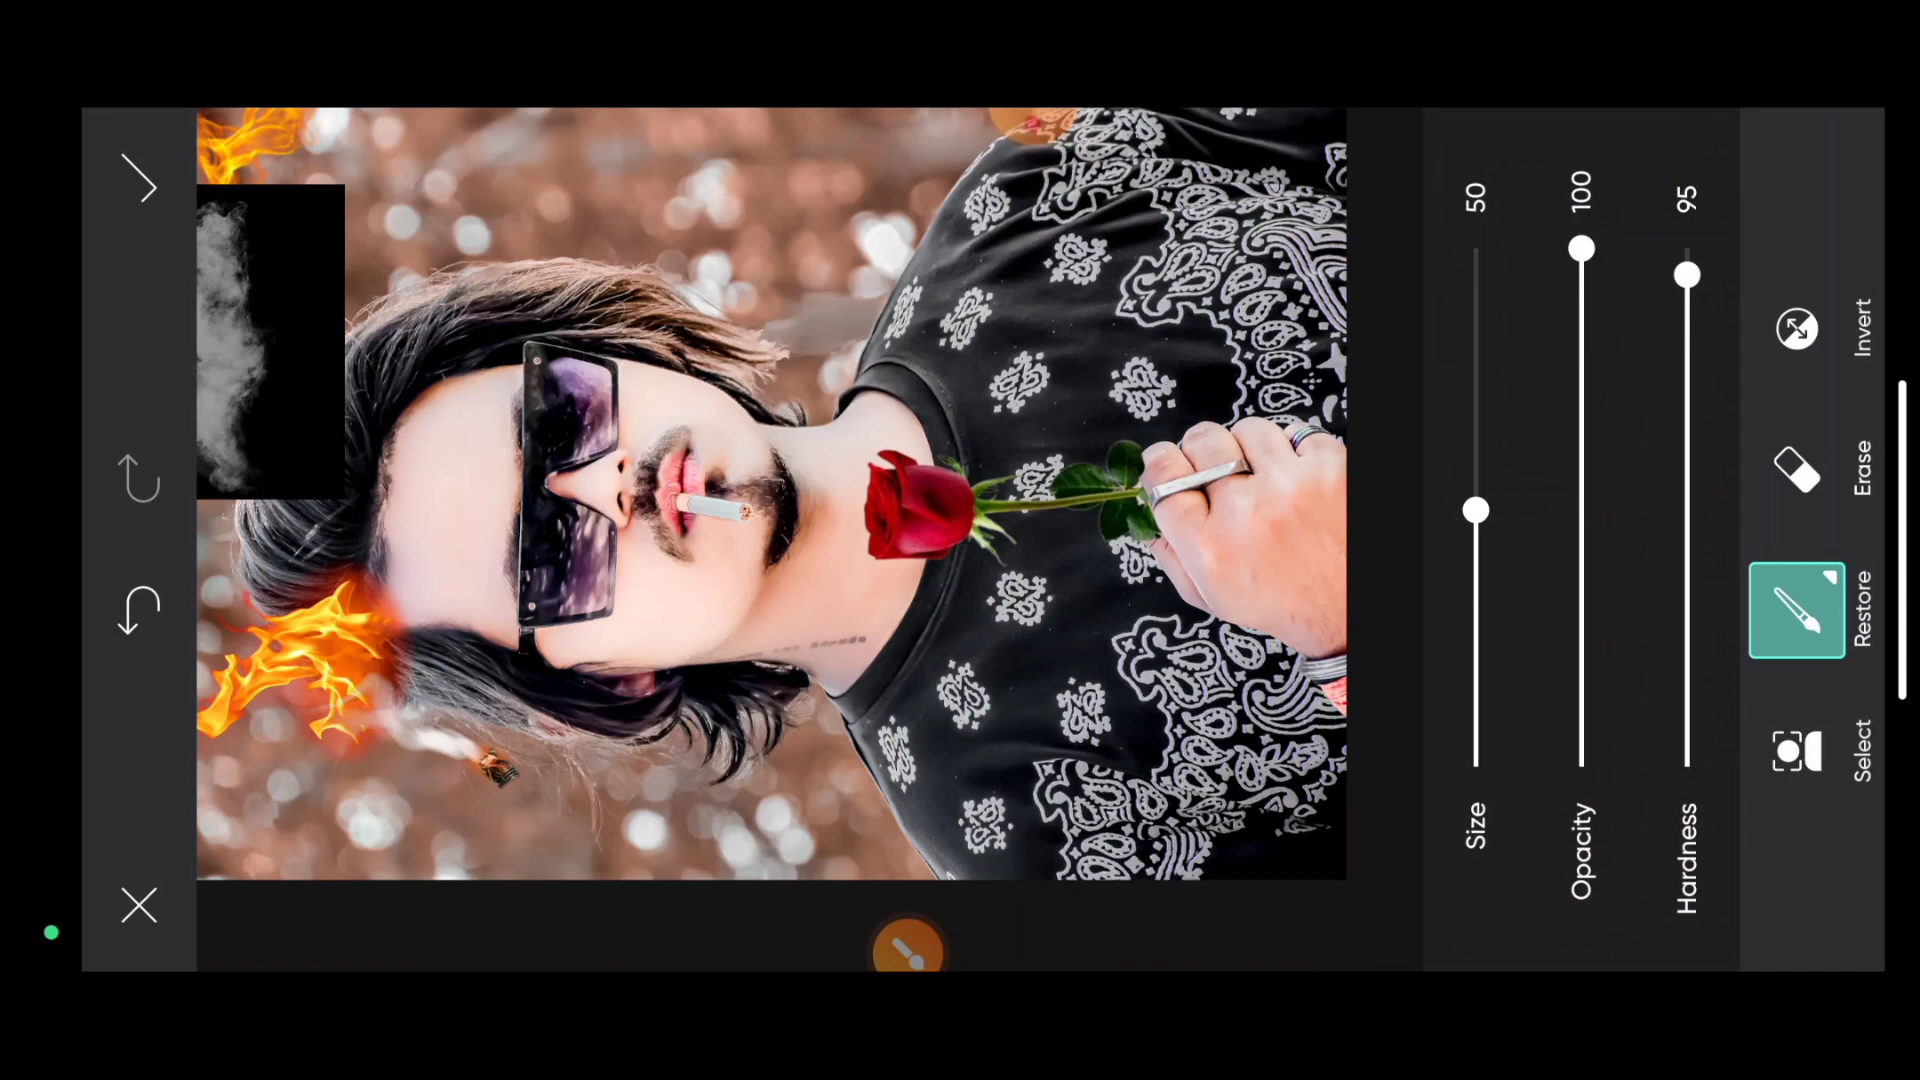 Size
50
Opacity
100
Hardness
95
Select
Restore
Erase
Invert